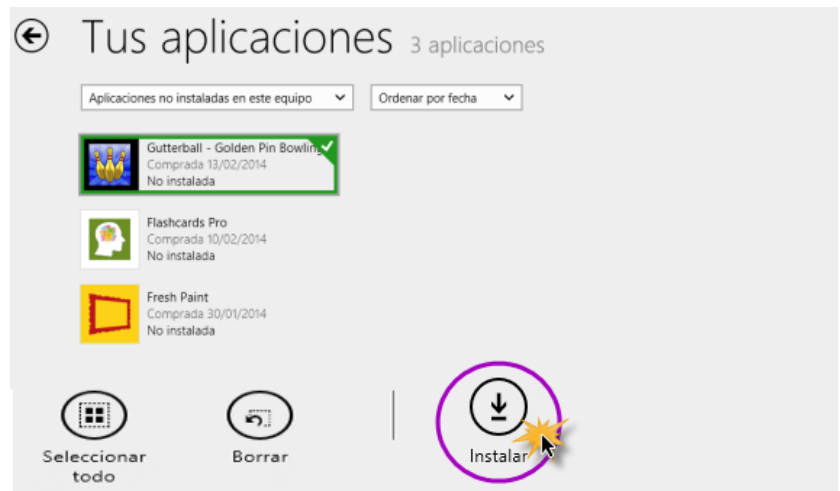 Tus aplicaciones 3 aplicaciones
Aplicaciones no instaladas en este equipo Ordenar por fecha
Gutterball - Golden Pin Bowling
Comprada 13/02/2014
No instalada
Flashcards Pro
Comprada 10/02/2014
No instalada
Fresh Paint
Comprada 30/01/2014
No instalada
Seleccionar todo
Borrar
Instalar